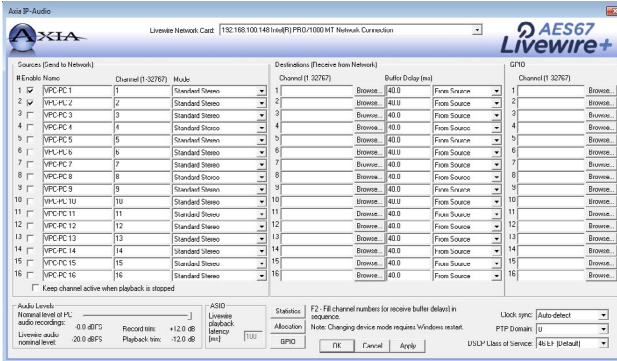 Axia IP-Audio
AXIA
Livewire Network Card: 192.168.100.148 Intel(R) PRO/1000 MT Network Connection
AES67
Livewire+
Sources (Send to Network)
Destinations (Receive from Network)
GPIO
# Enable Name Channel (1-32767) Mode
Channel (1 32767) Buffer Delay (ms)
Channel (1 32767)
1 VPC-PC 1 1 Standard Stereo 1 Browse... 40.0 From Source 1 Browse...
2 VPC-PC 2 2 Standard Stereo 2 Browse... 40.0 From Source 2 Browse...
3 VPC-PC 3 3 Standard Stereo 3 Browse... 40.0 From Source 3 Browse...
4 VPC-PC 4 4 Standard Stereo 4 Browse... 40.0 From Source 4 Browse...
5 VPC-PC 5 5 Standard Stereo 5 Browse... 40.0 From Source 5 Browse...
6 VPC-PC 6 6 Standard Stereo 6 Browse... 40.0 From Source 6 Browse...
7 VPC-PC 7 7 Standard Stereo 7 Browse... 40.0 From Source 7 Browse...
8 VPC-PC 8 8 Standard Stereo 8 Browse... 40.0 From Source 8 Browse...
9 VPC-PC 9 9 Standard Stereo 9 Browse... 40.0 From Source 9 Browse...
10 VPC-PC 10 10 Standard Stereo 10 Browse... 40.0 From Source 10 Browse...
11 VPC-PC 11 11 Standard Stereo 11 Browse... 40.0 From Source 11 Browse...
12 VPC-PC 12 12 Standard Stereo 12 Browse... 40.0 From Source 12 Browse...
13 VPC-PC 13 13 Standard Stereo 13 Browse... 40.0 From Source 13 Browse...
14 VPC-PC 14 14 Standard Stereo 14 Browse... 40.0 From Source 14 Browse...
15 VPC-PC 15 15 Standard Stereo 15 Browse... 40.0 From Source 15 Browse...
16 VPC-PC 16 16 Standard Stereo 16 Browse... 40.0 From Source 16 Browse...
Keep channel active when playback is stopped
Audio Levels
Nominal level of PC
audio recordings: -0.0 dBFS Record trim: +12.0 dB
Livewire audio
nominal level: -20.0 dBFS Playback trim: -12.0 dB
ASIO
Livewire
playback
latency
(ms): 100
Statistics
Allocation
GPIO
F2 - Fill channel numbers (or receive buffer delays) in
sequence.
Note: Changing device mode requires Windows restart.
OK Cancel Apply
Clock sync: Auto-detect
PTP Domain: 0
DSCP Class of Service: 46 EF (Default)